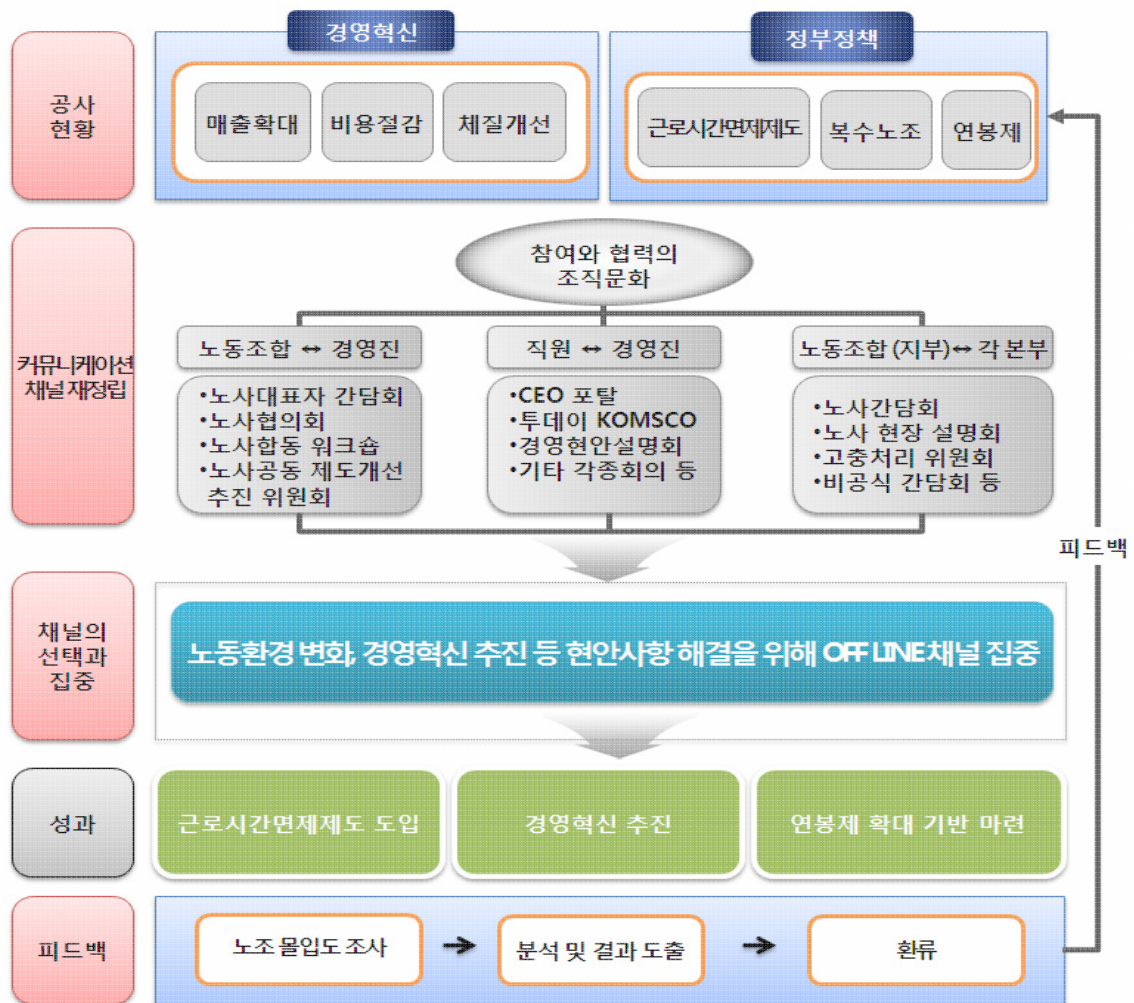 경영혁신
정부정책
공사
현황
매출확대
비용절감
체질개선
근로시간면제제도
복수노조
연봉제
커뮤니케이션
채널 재정립
참여와 협력의
조직문화
노동조합 ↔ 경영진
•노사대표자 간담회
•노사협의회
•노사합동 워크숍
•노사공동 제도개선
추진 위원회
직원 ↔ 경영진
•CEO 포탈
•투데이 KOMSCO
•경영현안설명회
•기타 각종회의 등
노동조합 (지부)↔ 각 본부
•노사간담회
•노사 현장 설명회
•고충처리 위원회
•비공식 간담회 등
피드백
채널의
선택과
집중
노동환경 변화, 경영혁신 추진 등 현안사항 해결을 위해 OFF LINE 채널 집중
성과
근로시간면제제도 도입
경영혁신 추진
연봉제 확대 기반 마련
피드백
노조 몰입도 조사
분석 및 결과 도출
환류